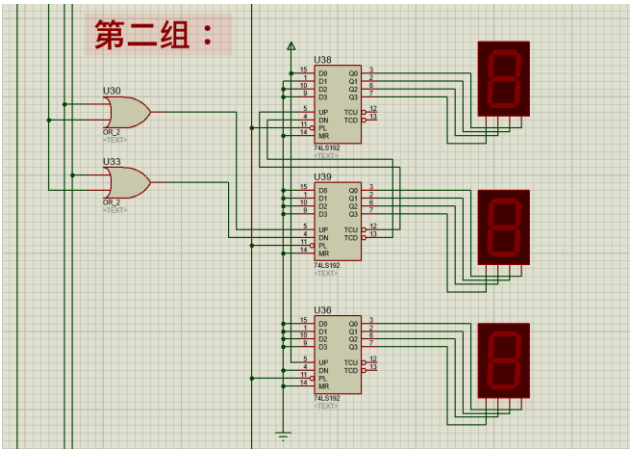 第二组：
U30
OR_2
<TEXT>
U33
OR_2
<TEXT>
U38
15 D0 Q0 3
1 D1 Q1 2
10 D2 Q2 6
9 D3 Q3 7
5 UP TCU 12
4 DN TCD 13
11 PL
14 MR
74LS192
<TEXT>
U39
15 D0 Q0 3
1 D1 Q1 2
10 D2 Q2 6
9 D3 Q3 7
5 UP TCU 12
4 DN TCD 13
11 PL
14 MR
74LS192
<TEXT>
U36
15 D0 Q0 3
1 D1 Q1 2
10 D2 Q2 6
9 D3 Q3 7
5 UP TCU 12
4 DN TCD 13
11 PL
14 MR
74LS192
<TEXT>